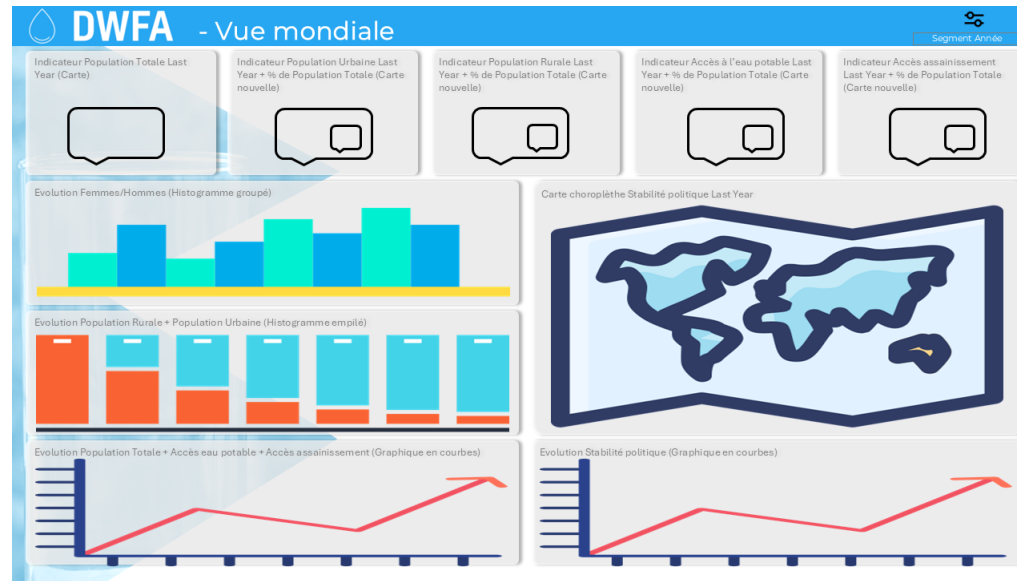 DWFA - Vue mondiale
Segment Année
Indicateur Population Totale Last
Year (Carte)
Indicateur Population Urbaine Last
Year + % de Population Totale (Carte
nouvelle)
Indicateur Population Rurale Last
Year + % de Population Totale (Carte
nouvelle)
Indicateur Accès à l'eau potable Last
Year + % de Population Totale (Carte
nouvelle)
Indicateur Accès assainissement
Last Year + % de Population Totale
(Carte nouvelle)
Evolution Femmes/Hommes (Histogramme groupé)
Carte choroplèthe Stabilité politique Last Year
Evolution Population Rurale + Population Urbaine (Histogramme empilé)
Evolution Population Totale + Accès eau potable + Accès assainissement (Graphique en courbes)
Evolution Stabilité politique (Graphique en courbes)